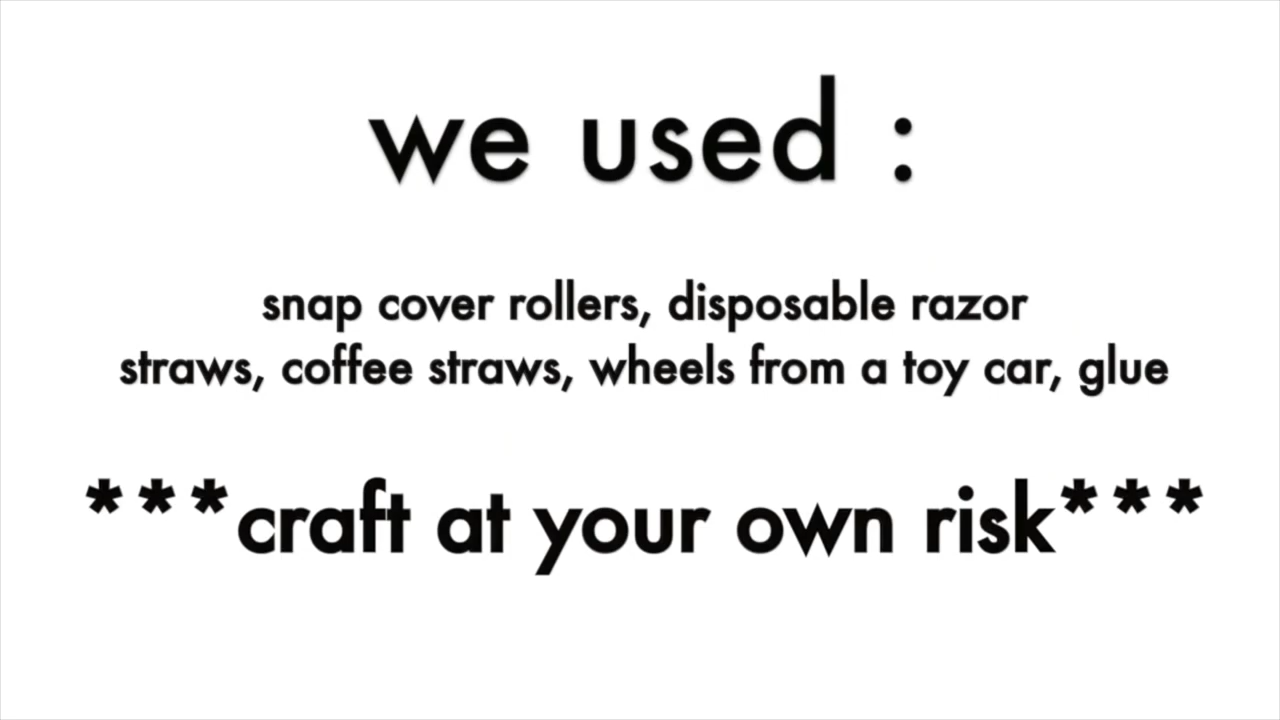 we used :
snap cover rollers, disposable razor
straws, coffee straws, wheels from a toy car, glue
***craft at your own risk***